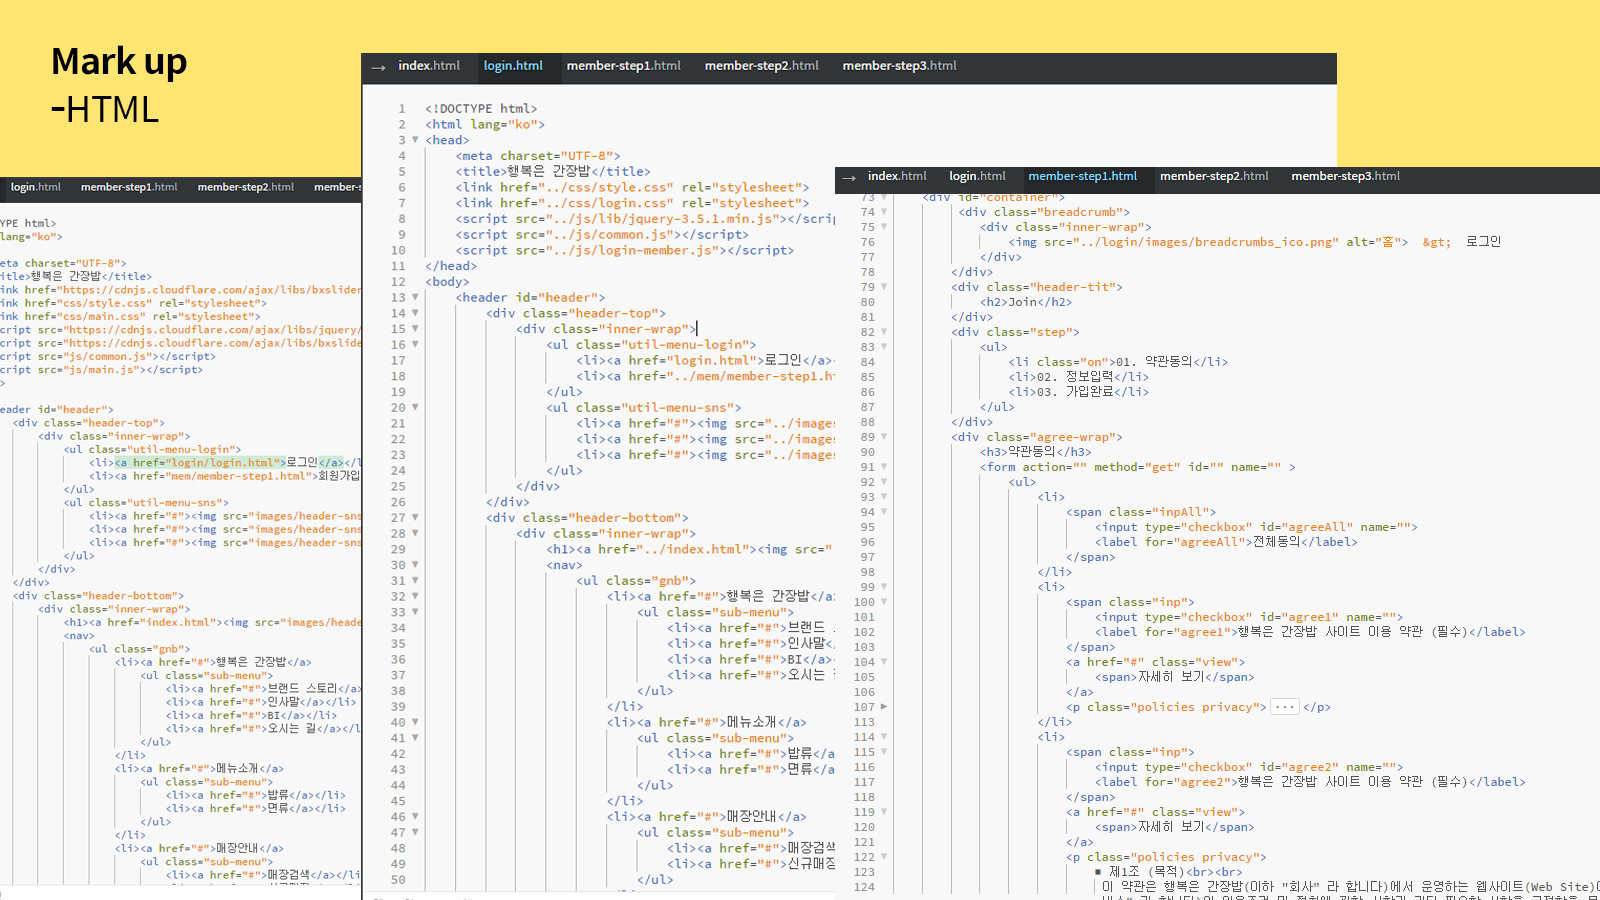 Mark up
-HTML
login.html member-step1.html member-step2.html member-s
YPE html>
lang="ko">
eta charset="UTF-8">
itle>행복은 간장밥</title>
ink href="https://cdnjs.cloudflare.com/ajax/libs/bxslider
ink href="css/style.css" rel="stylesheet">
ink href="css/main.css" rel="stylesheet">
cript src="https://cdnjs.cloudflare.com/ajax/libs/jquery/
cript src="https://cdnjs.cloudflare.com/ajax/libs/bxslide
cript src="js/common.js"></script>
cript src="js/main.js"></script>
>
eader id="header">
<div class="header-top">
<div class="inner-wrap">
<ul class="util-menu-login">
<li><a href="login/login.html">로그인</a></l
<li><a href="mem/member-step1.html">회원가입
</ul>
<ul class="util-menu-sns">
<li><a href="#"><img src="images/header-sns
<li><a href="#"><img src="images/header-sns
<li><a href="#"><img src="images/header-sns
</ul>
</div>
</div>
<div class="header-bottom">
<div class="inner-wrap">
<h1><a href="index.html"><img src="images/heade
<nav>
<ul class="gnb">
<li><a href="#">행복은 간장밥</a>
<ul class="sub-menu">
<li><a href="#">브랜드 스토리</a>
<li><a href="#">인사말</a></li>
<li><a href="#">BI</a></li>
<li><a href="#">오시는 길</a></l
</ul>
</li>
<li><a href="#">메뉴소개</a>
<ul class="sub-menu">
<li><a href="#">밥류</a></li>
<li><a href="#">면류</a></li>
</ul>
</li>
<li><a href="#">매장안내</a>
<ul class="sub-menu">
<li><a href="#">매장검색</a></li
→ index.html login.html member-step1.html member-step2.html member-step3.html
1 <!DOCTYPE html>
2 <html lang="ko">
3 ▼ <head>
4 <meta charset="UTF-8">
5 <title>행복은 간장밥</title>
6 <link href="../css/style.css" rel="stylesheet">
7 <link href="../css/login.css" rel="stylesheet">
8 <script src="../js/lib/jquery-3.5.1.min.js"></scrip
9 <script src="../js/common.js"></script>
10 <script src="../js/login-member.js"></script>
11 </head>
12 <body>
13 ▼ <header id="header">
14 ▼ <div class="header-top">
15 ▼ <div class="inner-wrap">
16 ▼ <ul class="util-menu-login">
17 <li><a href="login.html">로그인</a>
18 <li><a href="../mem/member-step1.ht
19 </ul>
20 ▼ <ul class="util-menu-sns">
21 <li><a href="#"><img src="../images
22 <li><a href="#"><img src="../images
23 <li><a href="#"><img src="../images
24 </ul>
25 </div>
26 </div>
27 ▼ <div class="header-bottom">
28 ▼ <div class="inner-wrap">
29 <h1><a href="../index.html"><img src="
30 ▼ <nav>
31 ▼ <ul class="gnb">
32 ▼ <li><a href="#">행복은 간장밥</a>
33 ▼ <ul class="sub-menu">
34 <li><a href="#">브랜드
35 <li><a href="#">인사말<
36 <li><a href="#">BI</a>
37 <li><a href="#">오시는
38 </ul>
39 </li>
40 ▼ <li><a href="#">메뉴소개</a>
41 ▼ <ul class="sub-menu">
42 <li><a href="#">밥류</a
43 <li><a href="#">면류</a
44 </ul>
45 </li>
46 ▼ <li><a href="#">매장안내</a>
47 ▼ <ul class="sub-menu">
48 <li><a href="#">매장검색
49 <li><a href="#">신규매장
50 </ul>
→ index.html login.html member-step1.html member-step2.html member-step3.html
73 ▼ <div id="container">
74 ▼ <div class="breadcrumb">
75 ▼ <div class="inner-wrap">
76 <img src="../login/images/breadcrumbs_ico.png" alt="홈"> &gt; 로그인
77 </div>
78 </div>
79 ▼ <div class="header-tit">
80 <h2>Join</h2>
81 </div>
82 ▼ <div class="step">
83 ▼ <ul>
84 <li class="on">01. 약관동의</li>
85 <li>02. 정보입력</li>
86 <li>03. 가입완료</li>
87 </ul>
88 </div>
89 ▼ <div class="agree-wrap">
90 <h3>약관동의</h3>
91 ▼ <form action="" method="get" id="" name="" >
92 ▼ <ul>
93 ▼ <li>
94 ▼ <span class="inpAll">
95 <input type="checkbox" id="agreeAll" name="">
96 <label for="agreeAll">전체동의</label>
97 </span>
98 </li>
99 ▼ <li>
100 ▼ <span class="inp">
101 <input type="checkbox" id="agree1" name="">
102 <label for="agree1">행복은 간장밥 사이트 이용 약관 (필수)</label>
103 </span>
104 ▼ <a href="#" class="view">
105 <span>자세히 보기</span>
106 </a>
107 ▶ <p class="policies privacy">···</p>
113 </li>
114 ▼ <li>
115 ▼ <span class="inp">
116 <input type="checkbox" id="agree2" name="">
117 <label for="agree2">행복은 간장밥 사이트 이용 약관 (필수)</label>
118 </span>
119 ▼ <a href="#" class="view">
120 <span>자세히 보기</span>
121 </a>
122 ▼ <p class="policies privacy">
123 ■ 제1조 (목적)<br><br>
124 이 약관은 행복은 간장밥(이하 "회사" 라 합니다)에서 운영하는 웹사이트(Web Site)